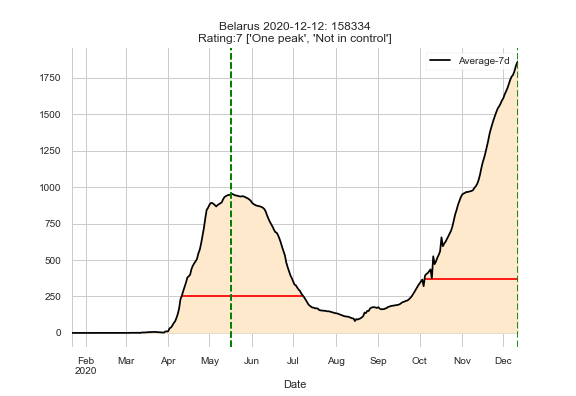 Belarus 2020-12-12: 158334
Rating:7 ['One peak', 'Not in control']
Average-7d
1750
1500
1250
1000
750
500
250
0
Feb Mar Apr May Jun Jul Aug Sep Oct Nov Dec
2020
Date